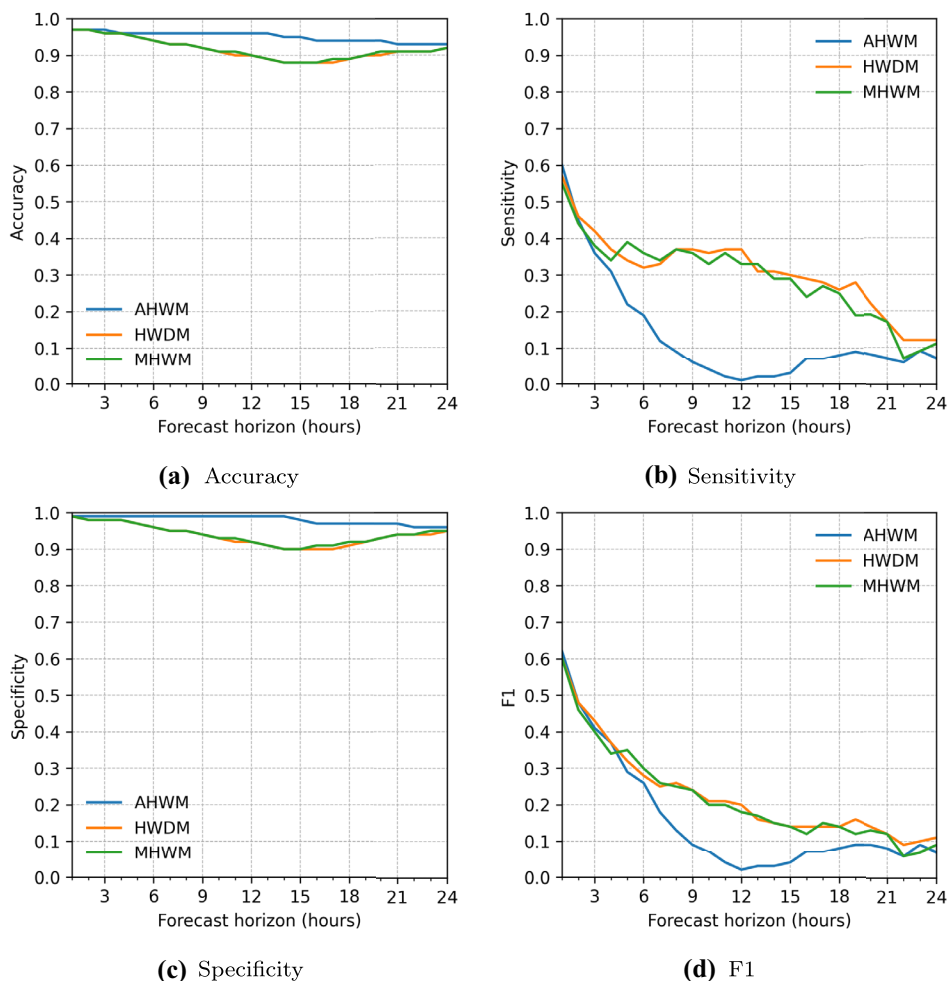 1.0
0.9
0.8
0.7
0.6
0.5
0.4
0.3
0.2
0.1
0.0
Accuracy
AHWM
HWDM
MHWM
3 6 9 12 15 18 21 24
Forecast horizon (hours)
(a) Accuracy
1.0
0.9
0.8
0.7
0.6
0.5
0.4
0.3
0.2
0.1
0.0
Sensitivity
AHWM
HWDM
MHWM
3 6 9 12 15 18 21 24
Forecast horizon (hours)
(b) Sensitivity
1.0
0.9
0.8
0.7
0.6
0.5
0.4
0.3
0.2
0.1
0.0
Specificity
AHWM
HWDM
MHWM
3 6 9 12 15 18 21 24
Forecast horizon (hours)
(c) Specificity
1.0
0.9
0.8
0.7
0.6
0.5
0.4
0.3
0.2
0.1
0.0
F1
AHWM
HWDM
MHWM
3 6 9 12 15 18 21 24
Forecast horizon (hours)
(d) F1